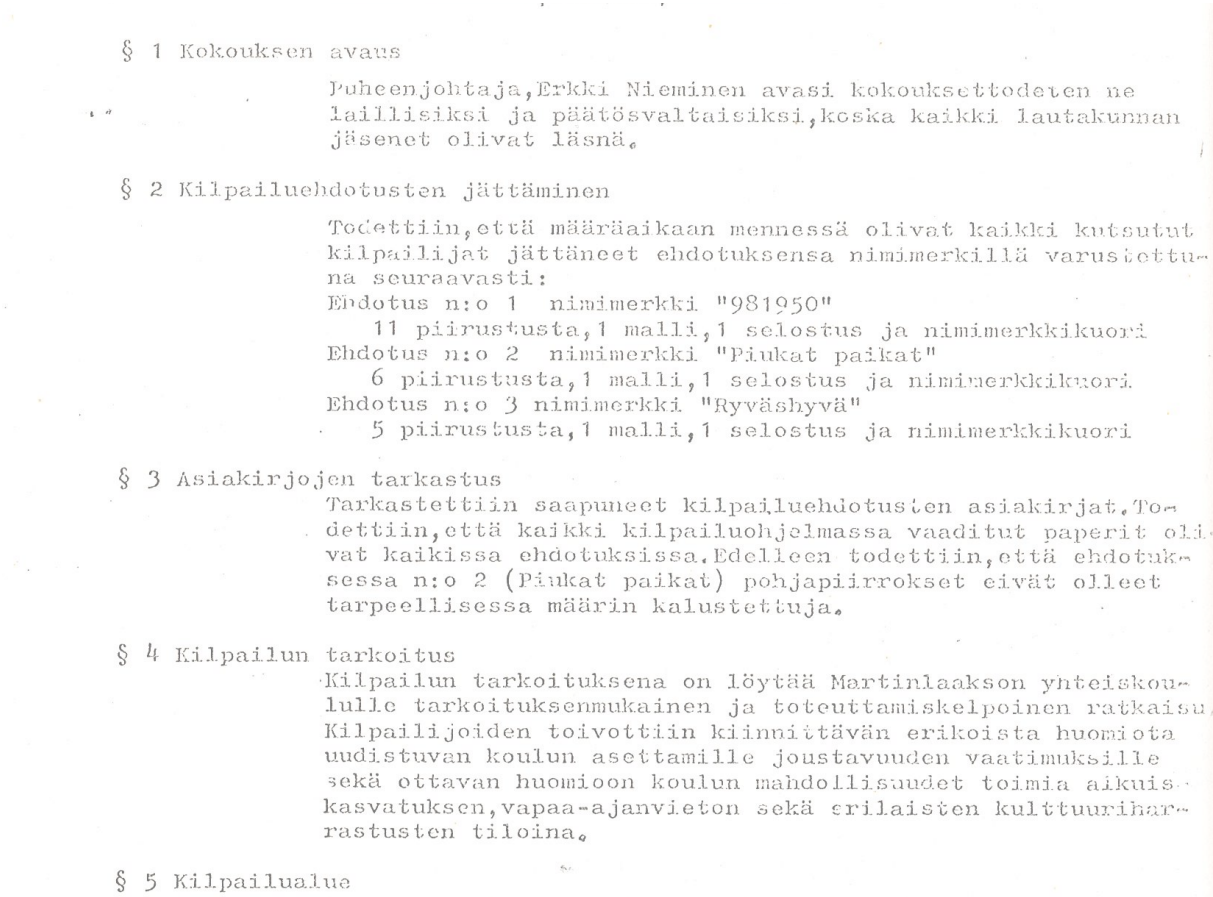 § 1 Kokouksen avaus
Puheenjohtaja,Erkki Nieminen avasi kokouksettodeten ne
laillisiksi ja päätösvaltaisiksi,koska kaikki lautakunnan
jäsenet olivat läsnä.
§ 2 Kilpailuehdotusten jättäminen
Todettiin,että määräaikaan mennessä olivat kaikki kutsutut
kilpailijat jättäneet ehdotuksensa nimimerkillä varustettu-
na seuraavasti:
Ehdotus n:o 1 nimimerkki "981950"
11 piirustusta,1 malli,1 selostus ja nimimerkkikuori
Ehdotus n:o 2 nimimerkki "Piukat paikat"
6 piirustusta,1 malli,1 selostus ja nimimerkkikuori
Ehdotus n:o 3 nimimerkki "Ryväshyvä"
5 piirustusta,1 malli,1 selostus ja nimimerkkikuori
§ 3 Asiakirjojen tarkastus
Tarkastettiin saapuneet kilpailuehdotusten asiakirjat.To-
dettiin,että kaikki kilpailuohjelmassa vaaditut paperit oli-
vat kaikissa ehdotuksissa.Edelleen todettiin,että ehdotuk-
sessa n:o 2 (Piukat paikat) pohjapiirrokset eivät olleet
tarpeellisessa määrin kalustettuja.
§ 4 Kilpailun tarkoitus
Kilpailun tarkoituksena on löytää Martinlaakson yhteiskou-
lulle tarkoituksenmukainen ja toteuttamiskelpoinen ratkaisu.
Kilpailijoiden toivottiin kiinnittävän erikoista huomiota
uudistuvan koulun asettamille joustavuuden vaatimuksille
sekä ottavan huomioon koulun mahdollisuudet toimia aikuis-
kasvatuksen,vapaa-ajanvieton sekä erilaisten kulttuurihar-
rastusten tiloina.
§ 5 Kilpailualue